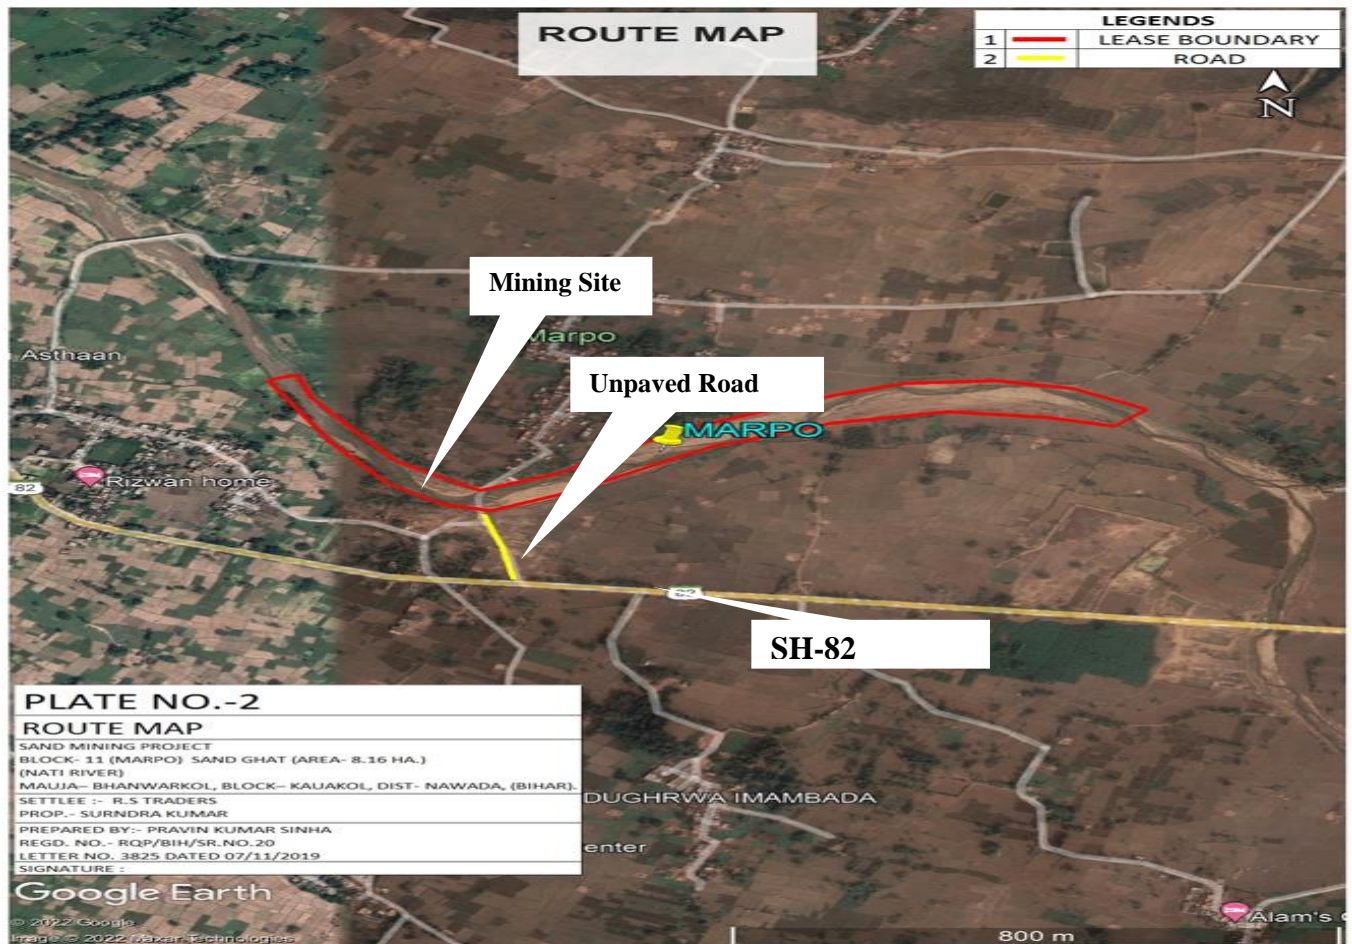 ROUTE MAP
LEGENDS
1 LEASE BOUNDARY
2 ROAD
N
Mining Site
Marpo
Asthaan
Unpaved Road
MARPO
Rizwan home
82
82
SH-82
PLATE NO.-2
ROUTE MAP
SAND MINING PROJECT
BLOCK- 11 (MARPO) SAND GHAT (AREA- 8.16 HA.)
(NATI RIVER)
MAUJA- BHANWARKOL, BLOCK- KAUAKOL, DIST- NAWADA, (BIHAR).
SETTLEE :- R.S TRADERS
PROP.- SURNDRA KUMAR
PREPARED BY:- PRAVIN KUMAR SINHA
REGD. NO.- RQP/BIH/SR.NO.20
LETTER NO. 3825 DATED 07/11/2019
SIGNATURE :
DUGHRWA IMAMBADA
enter
Google Earth
© 2022 Google
Image © 2022 Maxar Technologies
Alam's
800 m